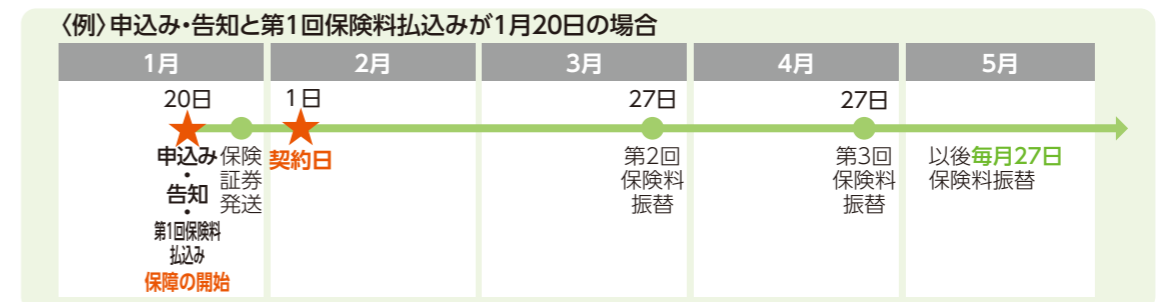 〈例〉申込み・告知と第1回保険料払込みが1月20日の場合
1月
2月
3月
4月
5月
20日
1日
27日
27日
申込み
・
告知
・
第1回保険料
払込み
保障の開始
保険
証券
発送
契約日
第2回
保険料
振替
第3回
保険料
振替
以後毎月27日
保険料振替